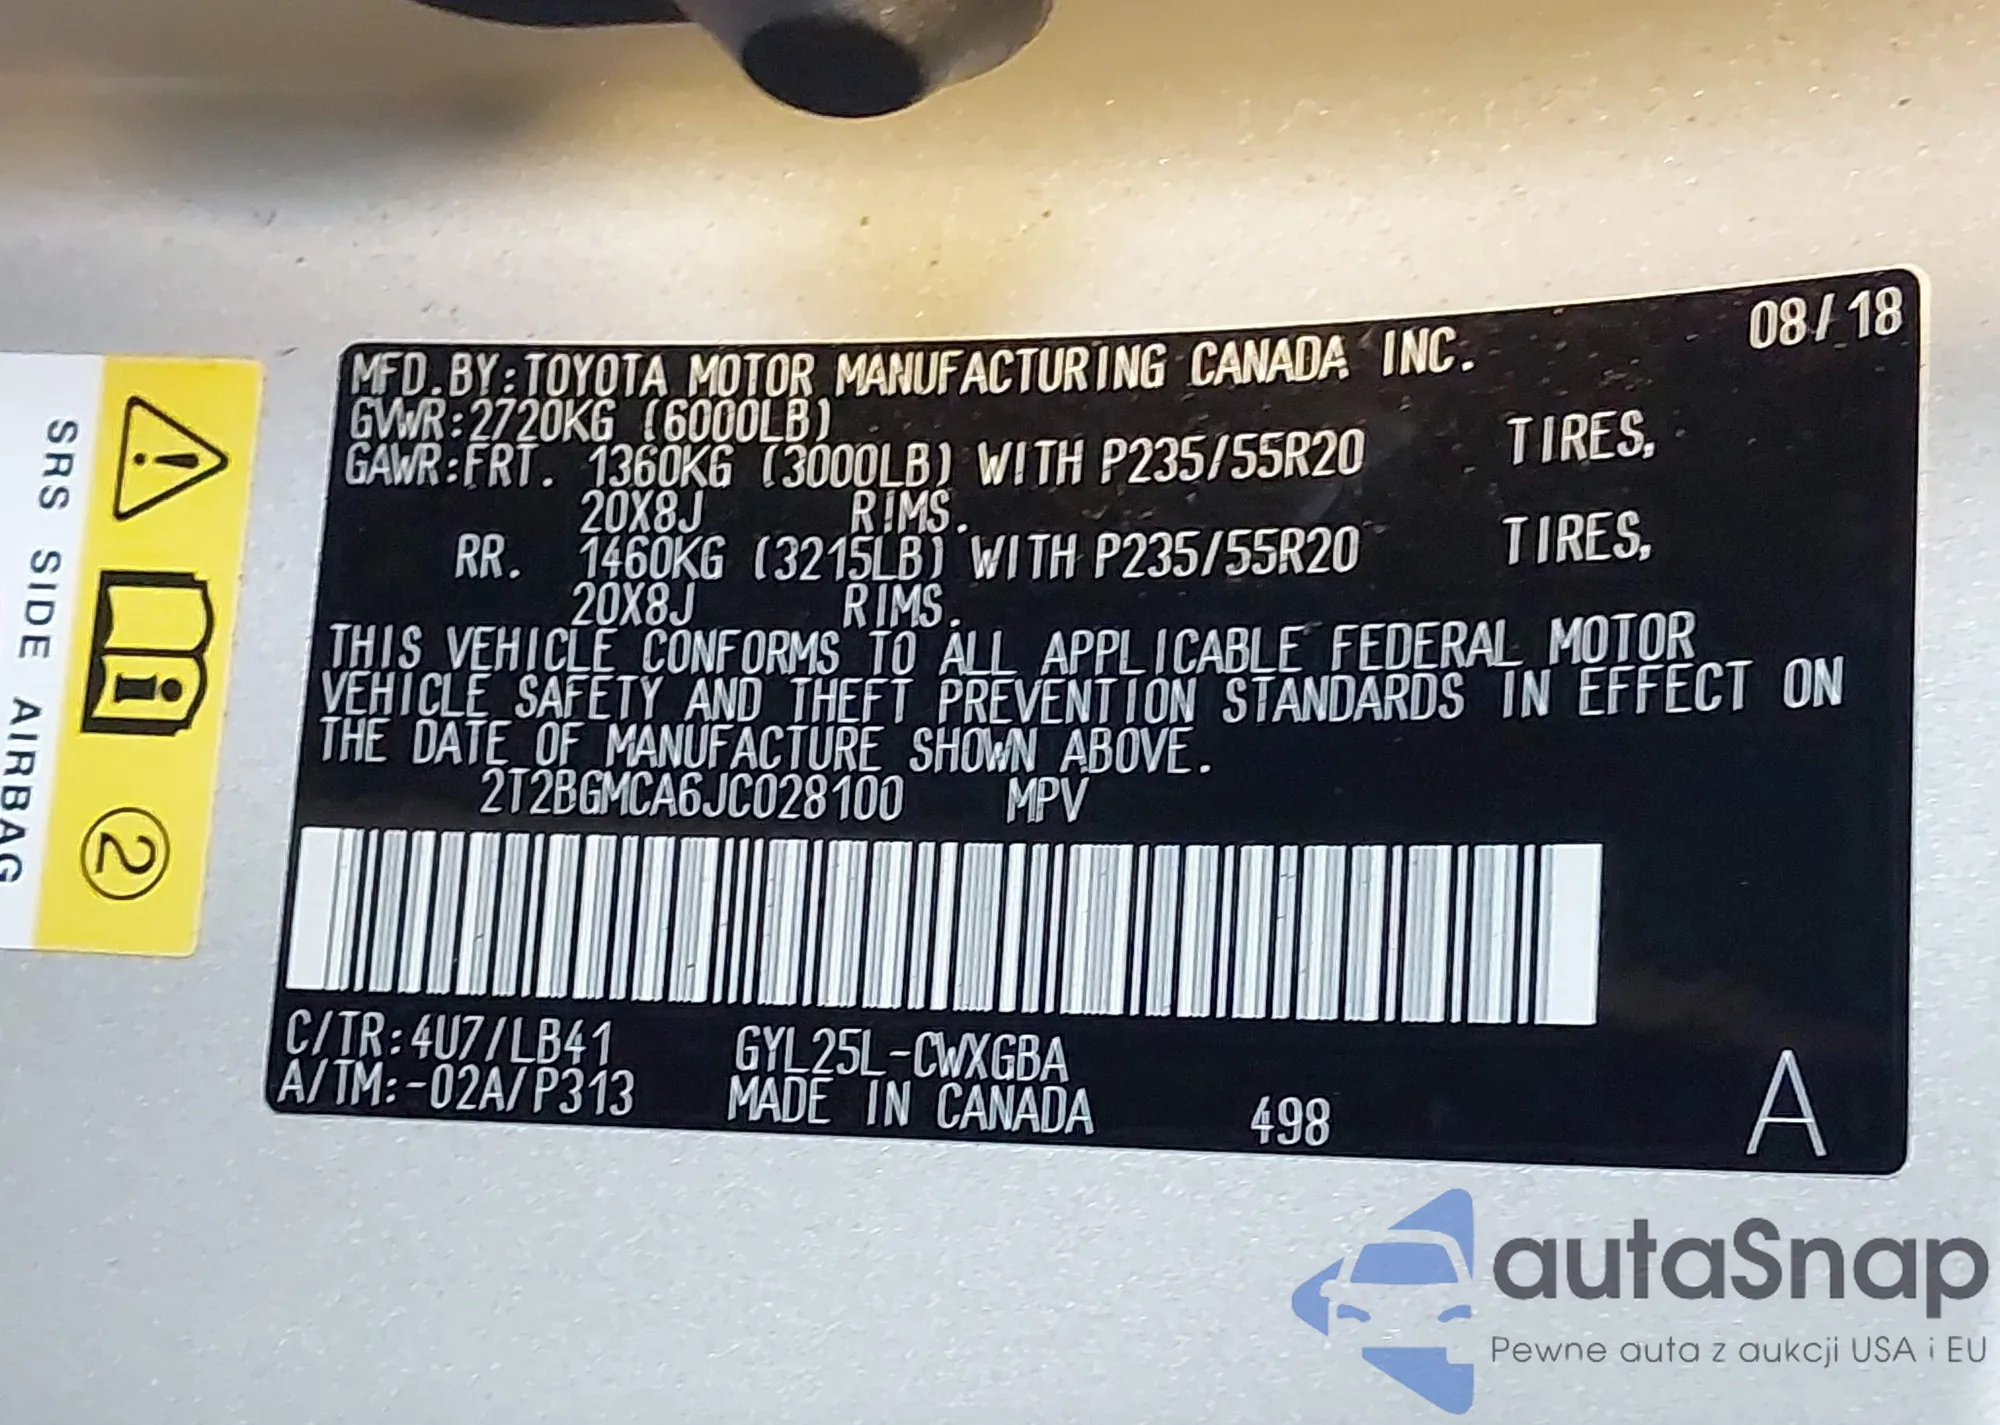 MFD.BY:TOYOTA MOTOR MANUFACTURING CANADA INC. 08/18
GVWR:2720KG (6000LB)
GAWR:FRT. 1360KG (3000LB) WITH P235/55R20 TIRES,
20X8J RIMS.
RR. 1460KG (3215LB) WITH P235/55R20 TIRES,
20X8J RIMS.
THIS VEHICLE CONFORMS TO ALL APPLICABLE FEDERAL MOTOR
VEHICLE SAFETY AND THEFT PREVENTION STANDARDS IN EFFECT ON
THE DATE OF MANUFACTURE SHOWN ABOVE.
2T2BGMCA6JC028100 MPV
C/TR:4U7/LB41 GYL25L-CWXGBA
A/TM:-02A/P313 MADE IN CANADA 498 A
SRS SIDE AIRBAG
2
autaSnap
Pewne auta z aukcji USA i EU